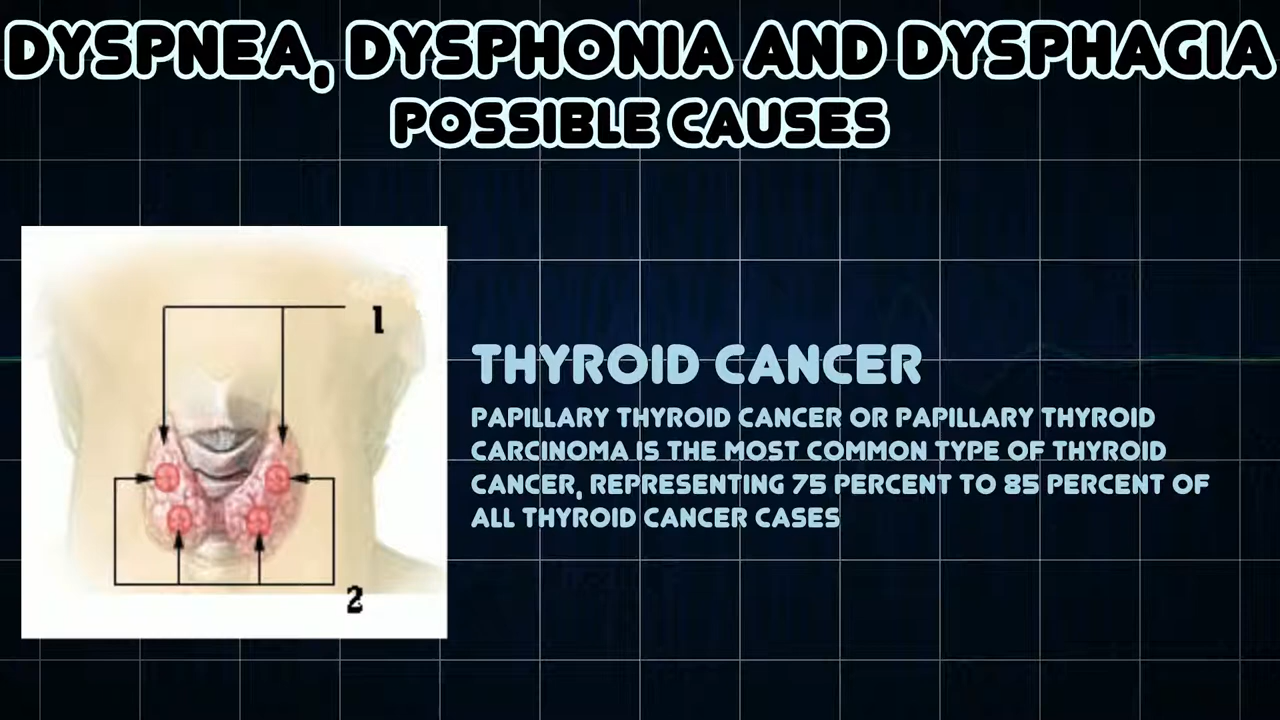 DYSPNEA, DYSPHONIA AND DYSPHAGIA
POSSIBLE CAUSES
1
2
THYROID CANCER
PAPILLARY THYROID CANCER OR PAPILLARY THYROID
CARCINOMA IS THE MOST COMMON TYPE OF THYROID
CANCER, REPRESENTING 75 PERCENT TO 85 PERCENT OF
ALL THYROID CANCER CASES